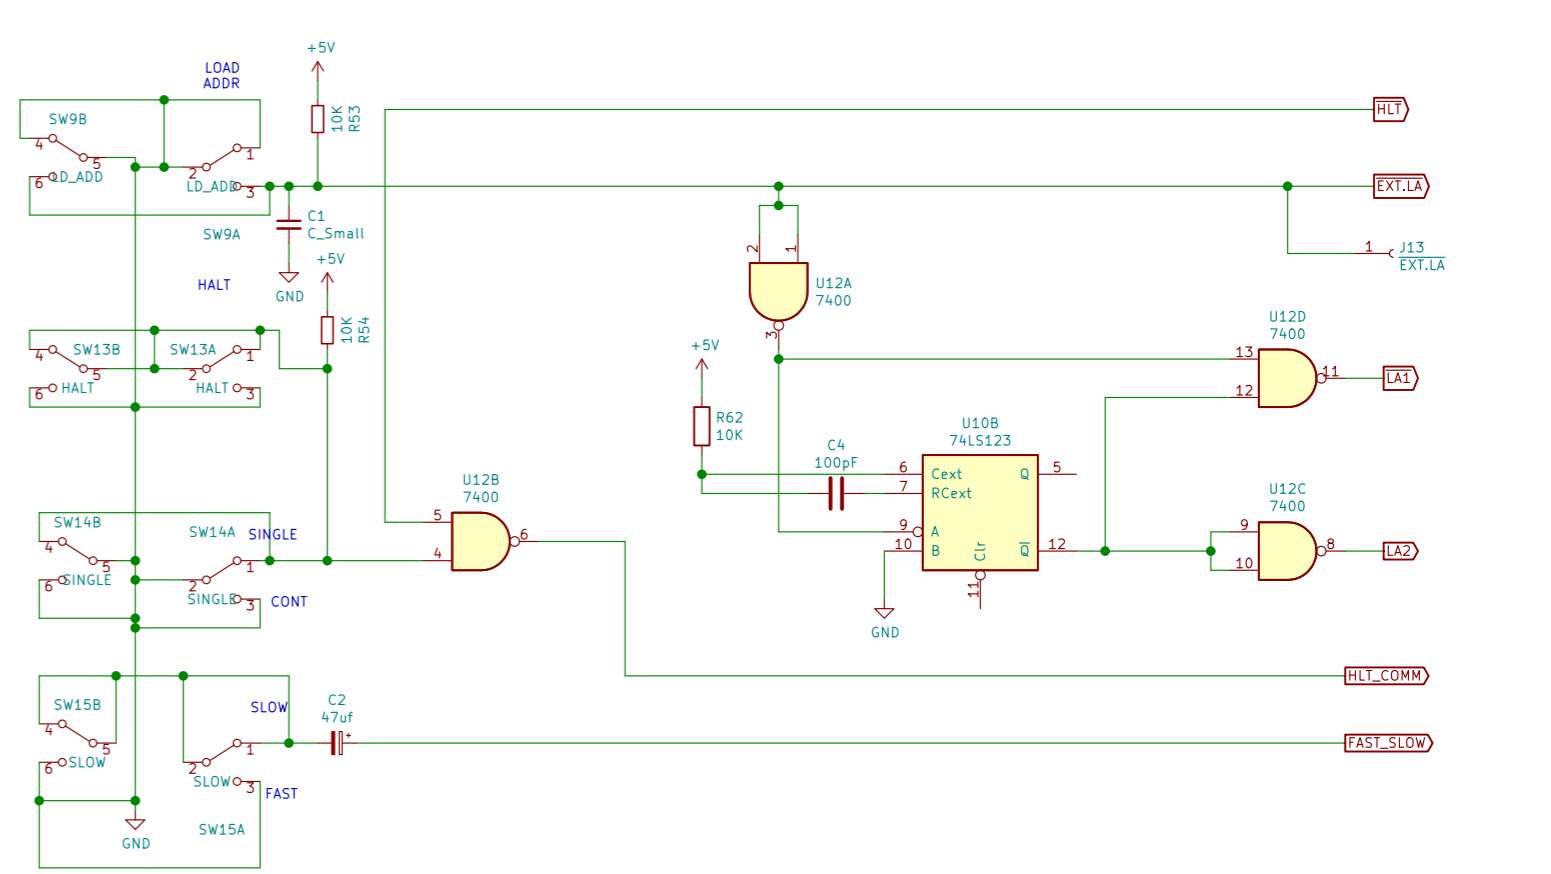 +5V
LOAD
ADDR
SW9B
10K
R53
HLT
4
5
1
2
6
LD_ADD
LD_ADD
3
EXT.LA
C1
C_Small
SW9A
+5V
2
1
1
J13
EXT.LA
HALT
GND
U12A
7400
10K
R54
3
U12D
7400
+5V
4
SW13B
SW13A
1
13
5
2
11
LA1
6
HALT
HALT
3
12
R62
10K
U10B
74LS123
C4
100pF
6
Cext
Q
5
U12B
7400
7
RCext
U12C
7400
SW14B
SW14A
SINGLE
5
6
9
A
9
4
5
1
4
10
B
Clr
Q
12
8
LA2
6
SINGLE
2
10
SINGLE
3
CONT
11
GND
HLT_COMM
SW15B
SLOW
C2
47uf
4
5
1
+
FAST_SLOW
6
SLOW
2
SLOW
3
FAST
GND
SW15A